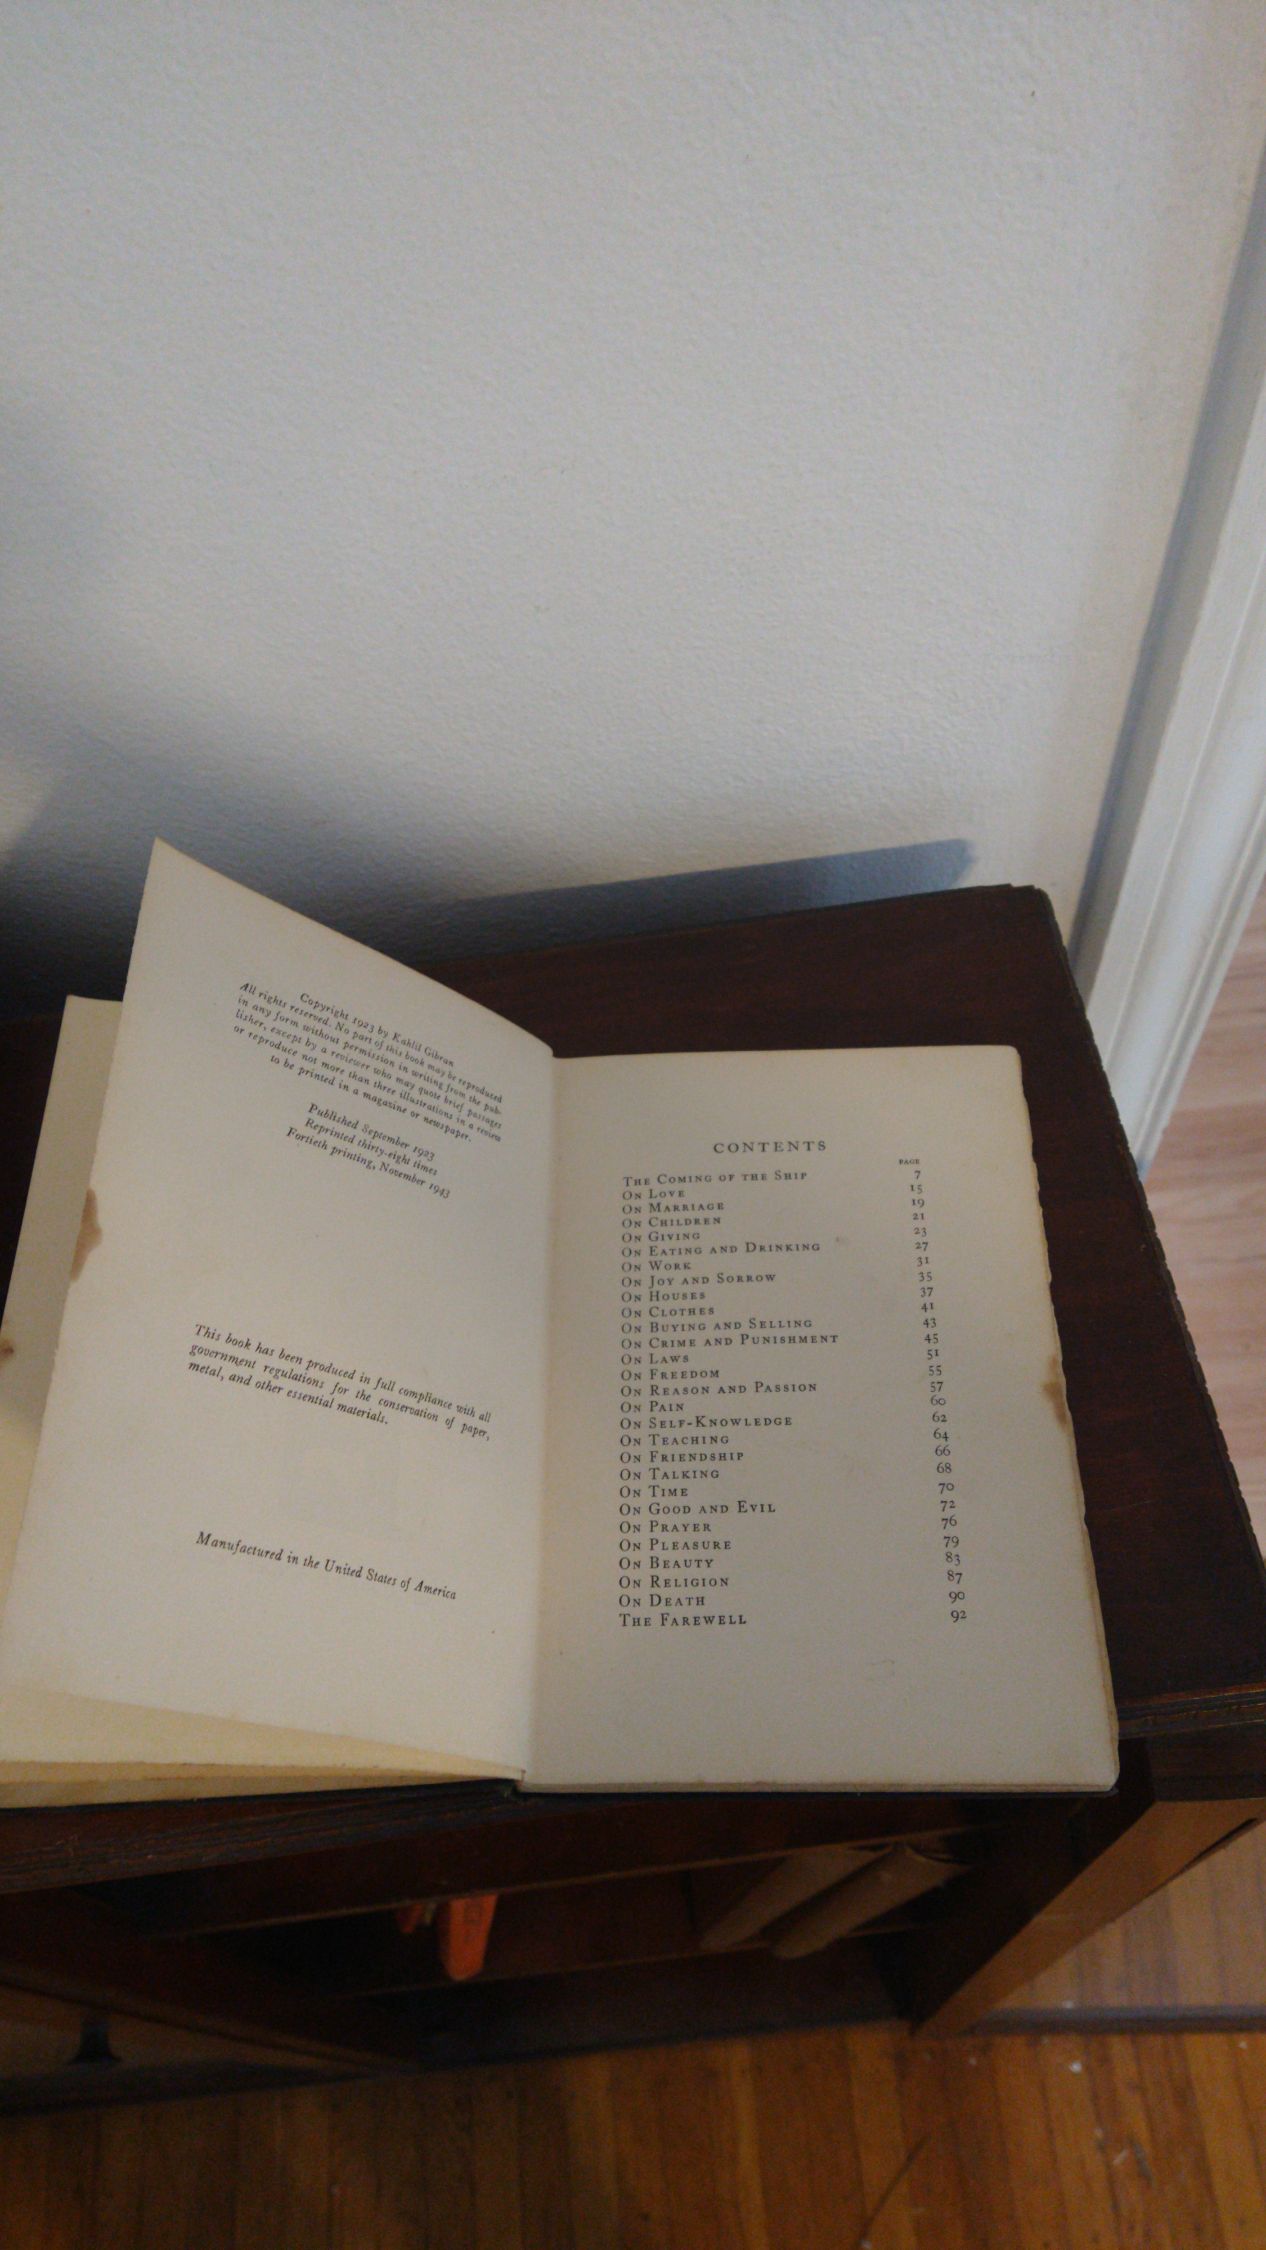 Copyright 1923 by Kahlil Gibran
All rights reserved. No part of this book may be reproduced
in any form without permission in writing from the pub-
lisher, except by a reviewer who may quote brief passages
or reproduce not more than three illustrations in a review
to be printed in a magazine or newspaper.
Published September 1923
Reprinted thirty-eight times
Fortieth printing, November 1943
This book has been produced in full compliance with all
government regulations for the conservation of paper,
metal, and other essential materials.
Manufactured in the United States of America
CONTENTS
PAGE
The Coming of the Ship 7
On Love 15
On Marriage 19
On Children 21
On Giving 23
On Eating and Drinking 27
On Work 31
On Joy and Sorrow 35
On Houses 37
On Clothes 41
On Buying and Selling 43
On Crime and Punishment 45
On Laws 51
On Freedom 55
On Reason and Passion 57
On Pain 60
On Self-Knowledge 62
On Teaching 64
On Friendship 66
On Talking 68
On Time 70
On Good and Evil 72
On Prayer 76
On Pleasure 79
On Beauty 83
On Religion 87
On Death 90
The Farewell 92